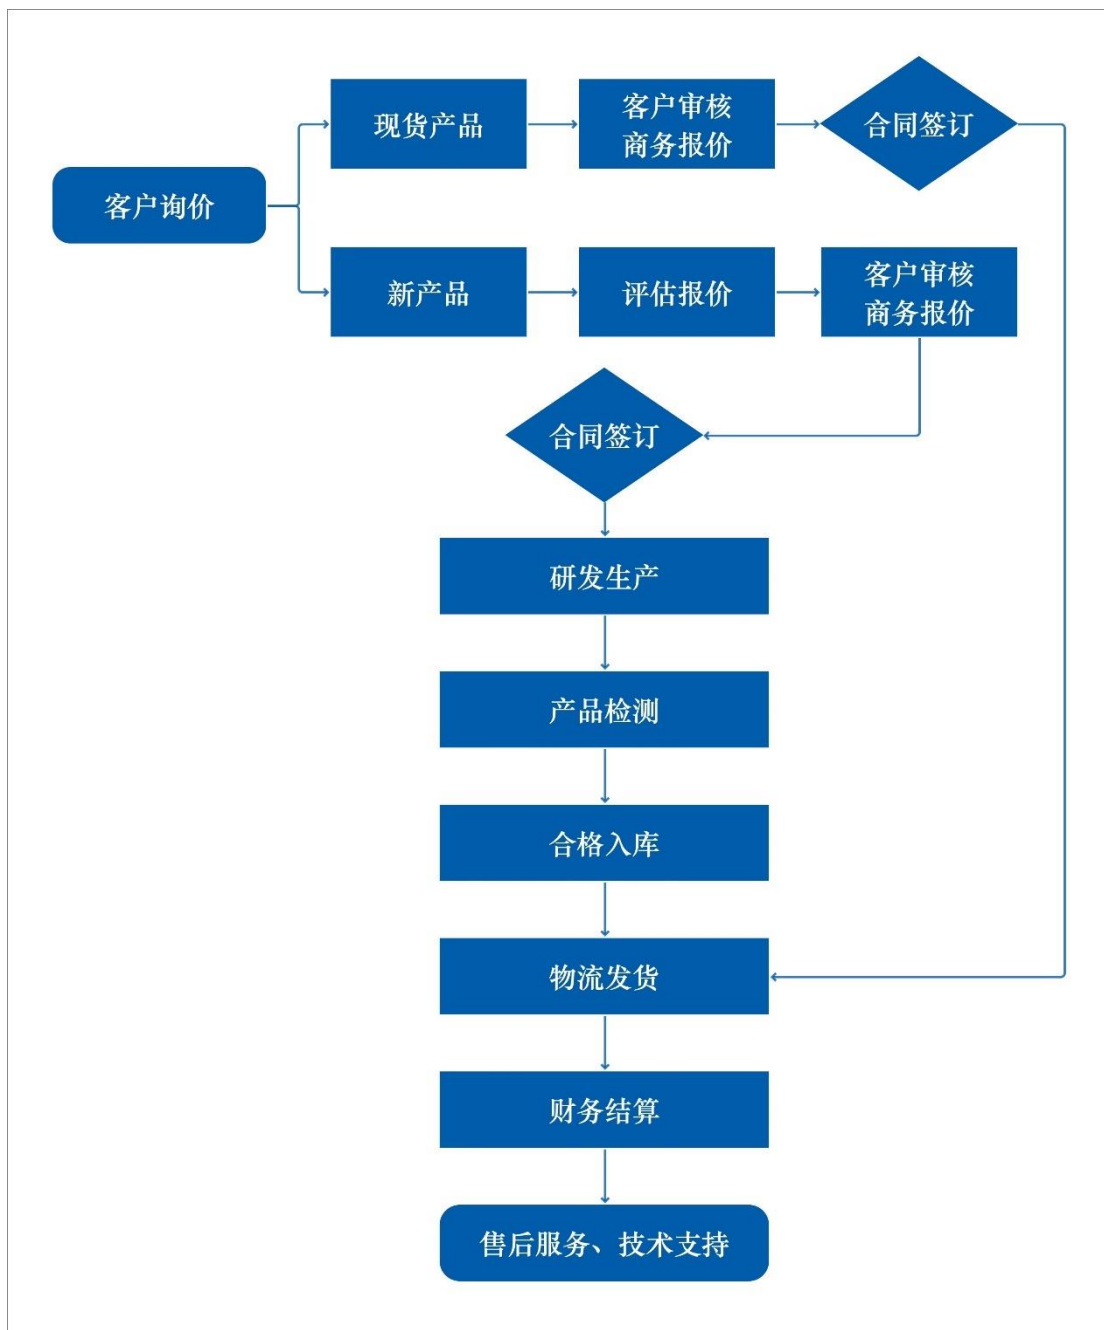 现货产品
客户审核
商务报价
合同签订
客户询价
新产品
评估报价
客户审核
商务报价
合同签订
研发生产
产品检测
合格入库
物流发货
财务结算
售后服务、技术支持